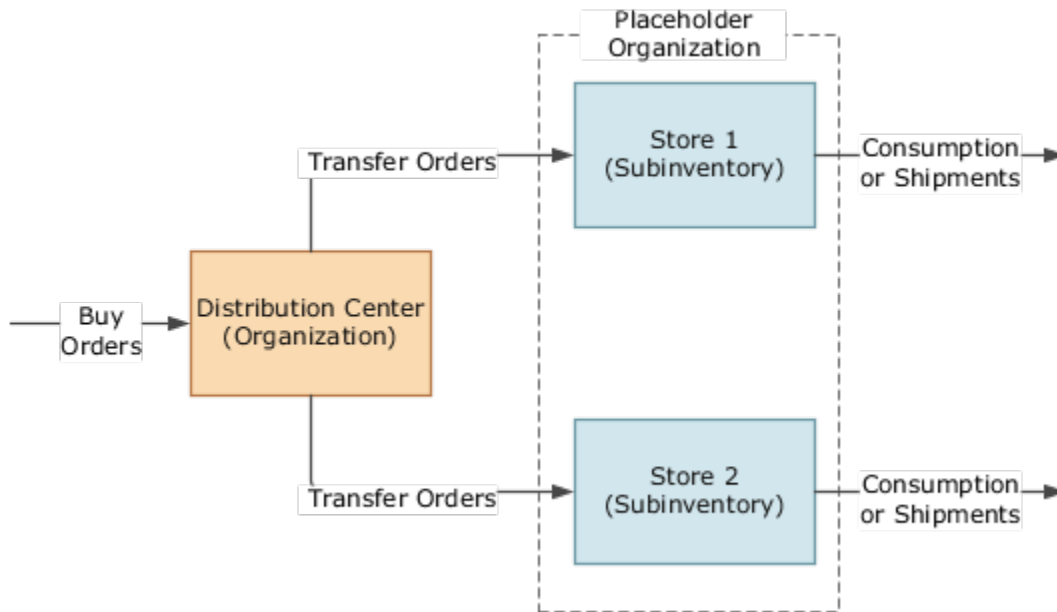 Placeholder
Organization
Store 1
(Subinventory)
Transfer Orders
Consumption
or Shipments
Distribution Center
(Organization)
Buy
Orders
Store 2
(Subinventory)
Transfer Orders
Consumption
or Shipments